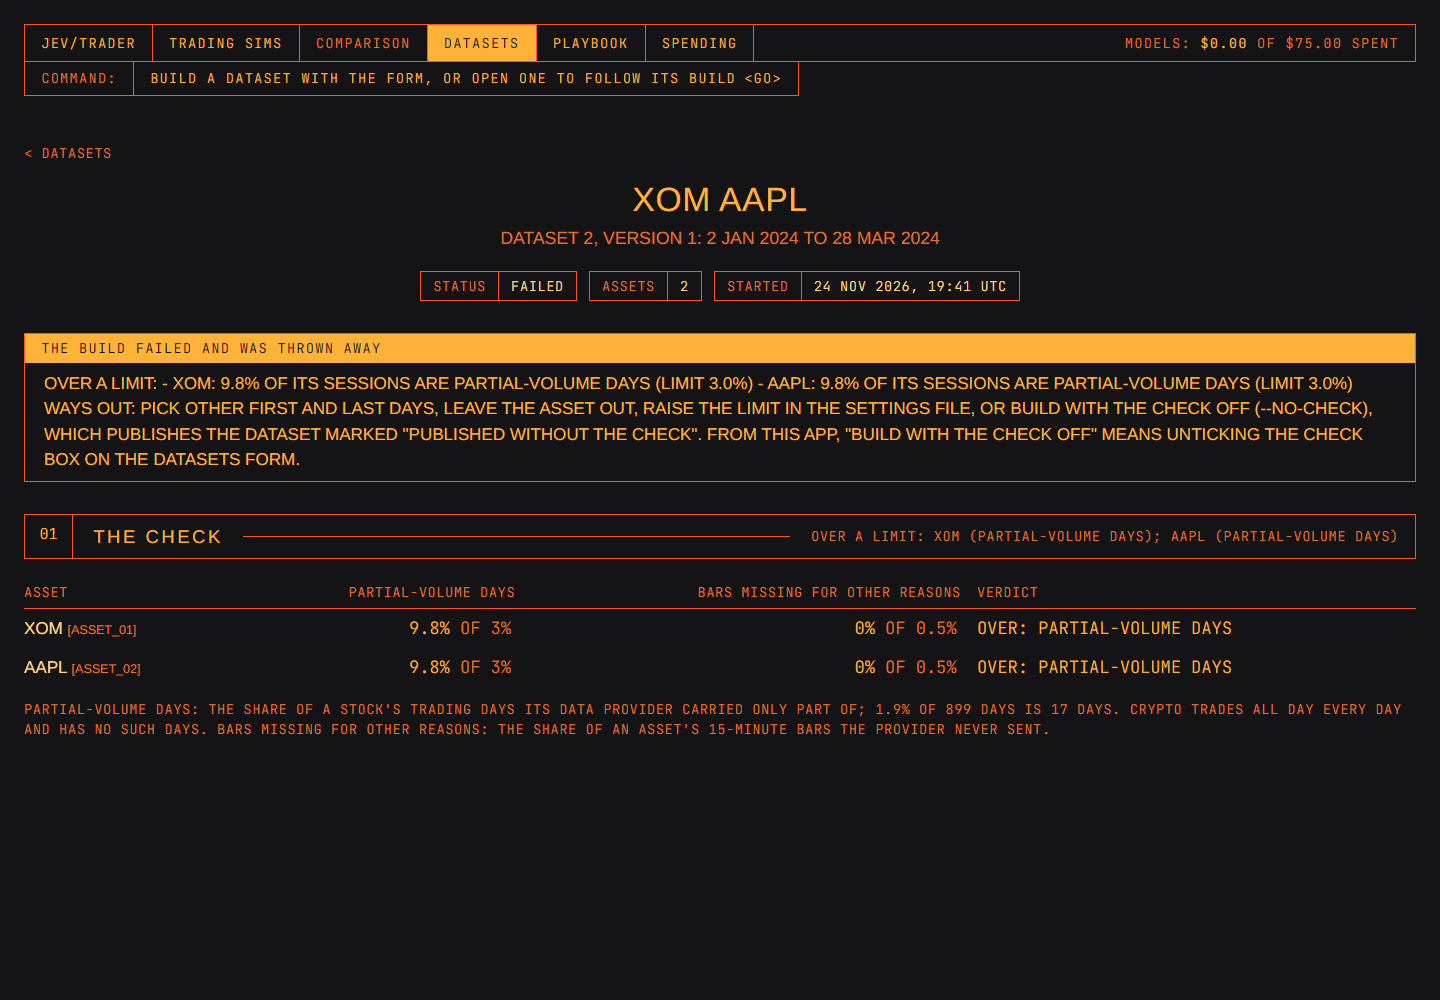 JEV/TRADER TRADING SIMS COMPARISON DATASETS PLAYBOOK SPENDING MODELS: $0.00 OF $75.00 SPENT
COMMAND: BUILD A DATASET WITH THE FORM, OR OPEN ONE TO FOLLOW ITS BUILD <GO>
< DATASETS
XOM AAPL
DATASET 2, VERSION 1: 2 JAN 2024 TO 28 MAR 2024
STATUS FAILED ASSETS 2 STARTED 24 NOV 2026, 19:41 UTC
THE BUILD FAILED AND WAS THROWN AWAY
OVER A LIMIT: - XOM: 9.8% OF ITS SESSIONS ARE PARTIAL-VOLUME DAYS (LIMIT 3.0%) - AAPL: 9.8% OF ITS SESSIONS ARE PARTIAL-VOLUME DAYS (LIMIT 3.0%)
WAYS OUT: PICK OTHER FIRST AND LAST DAYS, LEAVE THE ASSET OUT, RAISE THE LIMIT IN THE SETTINGS FILE, OR BUILD WITH THE CHECK OFF (--NO-CHECK),
WHICH PUBLISHES THE DATASET MARKED "PUBLISHED WITHOUT THE CHECK". FROM THIS APP, "BUILD WITH THE CHECK OFF" MEANS UNTICKING THE CHECK
BOX ON THE DATASETS FORM.
01 THE CHECK OVER A LIMIT: XOM (PARTIAL-VOLUME DAYS); AAPL (PARTIAL-VOLUME DAYS)
ASSET PARTIAL-VOLUME DAYS BARS MISSING FOR OTHER REASONS VERDICT
XOM [ASSET_01] 9.8% OF 3% 0% OF 0.5% OVER: PARTIAL-VOLUME DAYS
AAPL [ASSET_02] 9.8% OF 3% 0% OF 0.5% OVER: PARTIAL-VOLUME DAYS
PARTIAL-VOLUME DAYS: THE SHARE OF A STOCK'S TRADING DAYS ITS DATA PROVIDER CARRIED ONLY PART OF; 1.9% OF 899 DAYS IS 17 DAYS. CRYPTO TRADES ALL DAY EVERY DAY
AND HAS NO SUCH DAYS. BARS MISSING FOR OTHER REASONS: THE SHARE OF AN ASSET'S 15-MINUTE BARS THE PROVIDER NEVER SENT.